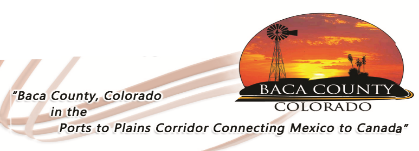 BACA COUNTY
COLORADO
"Baca County, Colorado
in the
Ports to Plains Corridor Connecting Mexico to Canada"